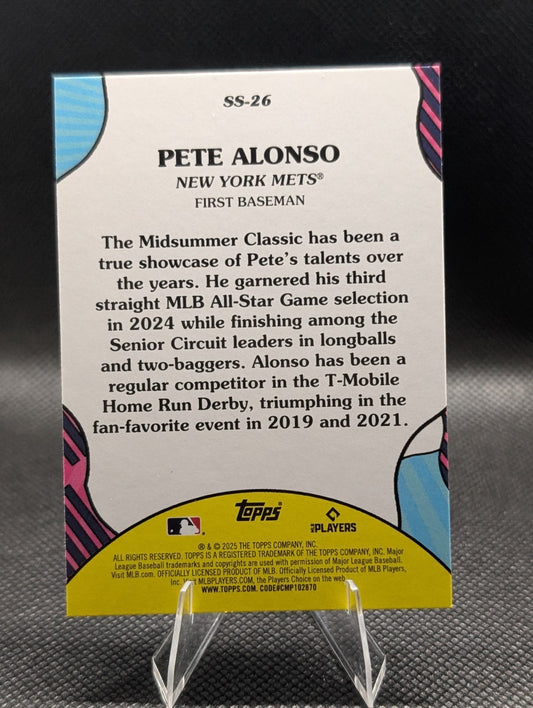 SS-26
PETE ALONSO
NEW YORK METS®
FIRST BASEMAN
The Midsummer Classic has been a
true showcase of Pete's talents over
the years. He garnered his third
straight MLB All-Star Game selection
in 2024 while finishing among the
Senior Circuit leaders in longballs
and two-baggers. Alonso has been a
regular competitor in the T-Mobile
Home Run Derby, triumphing in the
fan-favorite event in 2019 and 2021.
topps®
MLB PLAYERS
® & © 2025 THE TOPPS COMPANY, INC.
ALL RIGHTS RESERVED. TOPPS IS A REGISTERED TRADEMARK OF THE TOPPS COMPANY, INC. Major
League Baseball trademarks and copyrights are used with permission of Major League Baseball.
Visit MLB.com. OFFICIALLY LICENSED PRODUCT OF MLB. Officially Licensed Product of MLB Players,
Inc. Visit MLBPLAYERS.com, the Players Choice on the web.
WWW.TOPPS.COM. CODE#CMP102870